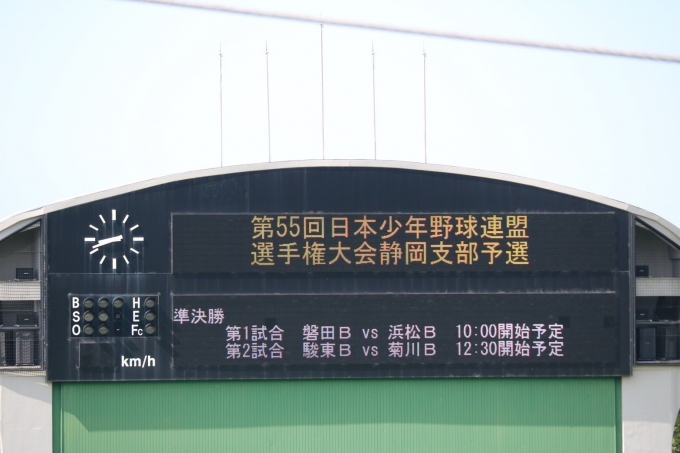 第55回日本少年野球連盟
選手権大会静岡支部予選
B H
S E
O Fc
km/h
準決勝
第1試合 磐田B vs 浜松B 10:00開始予定
第2試合 駿東B vs 菊川B 12:30開始予定